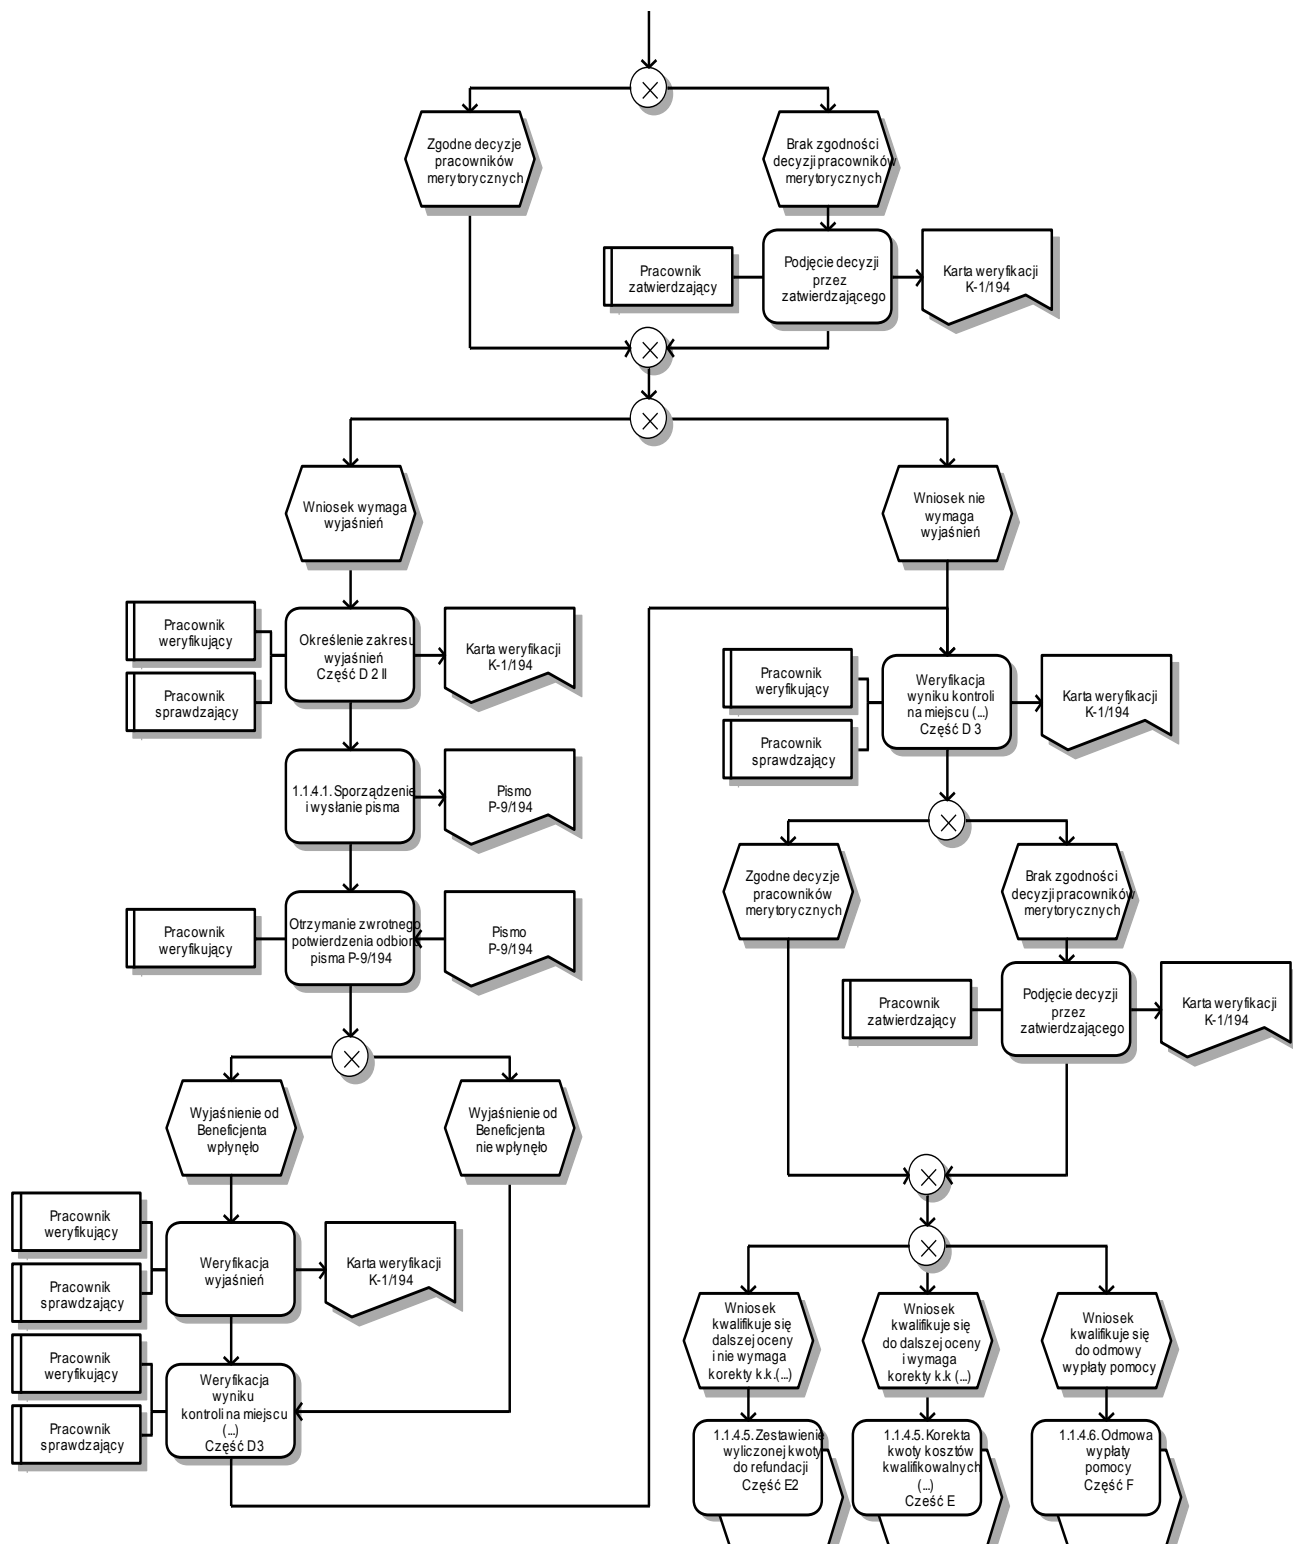 Zgodne decyzje
pracowników
merytorycznych
Brak zgodności
decyzji pracowników
merytorycznych
Pracownik
zatwierdzający
Podjęcie decyzji
przez
zatwierdzającego
Karta weryfikacji
K-1/194
Wniosek wymaga
wyjaśnień
Wniosek nie
wymaga
wyjaśnień
Pracownik
weryfikujący
Pracownik
sprawdzający
Określenie zakresu
wyjaśnień
Część D 2 II
Karta weryfikacji
K-1/194
Pracownik
weryfikujący
Pracownik
sprawdzający
Weryfikacja
wyniku kontroli
na miejscu (...)
Część D 3
Karta weryfikacji
K-1/194
1.1.4.1. Sporządzenie
i wysłanie pisma
Pismo
P-9/194
Zgodne decyzje
pracowników
merytorycznych
Brak zgodności
decyzji pracowników
merytorycznych
Pracownik
weryfikujący
Otrzymanie zwrotnego
potwierdzenia odbioru
pisma P-9/194
Pismo
P-9/194
Pracownik
zatwierdzający
Podjęcie decyzji
przez
zatwierdzającego
Karta weryfikacji
K-1/194
Wyjaśnienie od
Beneficjenta
wpłynęło
Wyjaśnienie od
Beneficjenta
nie wpłynęło
Pracownik
weryfikujący
Pracownik
sprawdzający
Weryfikacja
wyjaśnień
Karta weryfikacji
K-1/194
Pracownik
weryfikujący
Pracownik
sprawdzający
Weryfikacja
wyniku
kontroli na miejscu
(...)
Część D3
Wniosek
kwalifikuje się
dalszej oceny
i nie wymaga
korekty k.k.(...)
Wniosek
kwalifikuje się
do dalszej oceny
i wymaga
korekty k.k (...)
Wniosek
kwalifikuje się
do odmowy
wypłaty pomocy
1.1.4.5. Zestawienie
wyliczonej kwoty
do refundacji
Część E2
1.1.4.5. Korekta
kwoty kosztów
kwalifikowalnych
(...)
Cześć E
1.1.4.6. Odmowa
wypłaty
pomocy
Część F